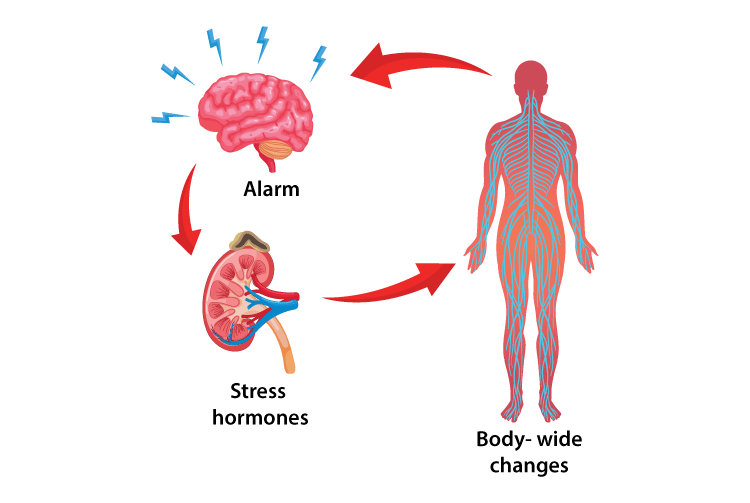 Alarm
Stress
hormones
Body- wide
changes